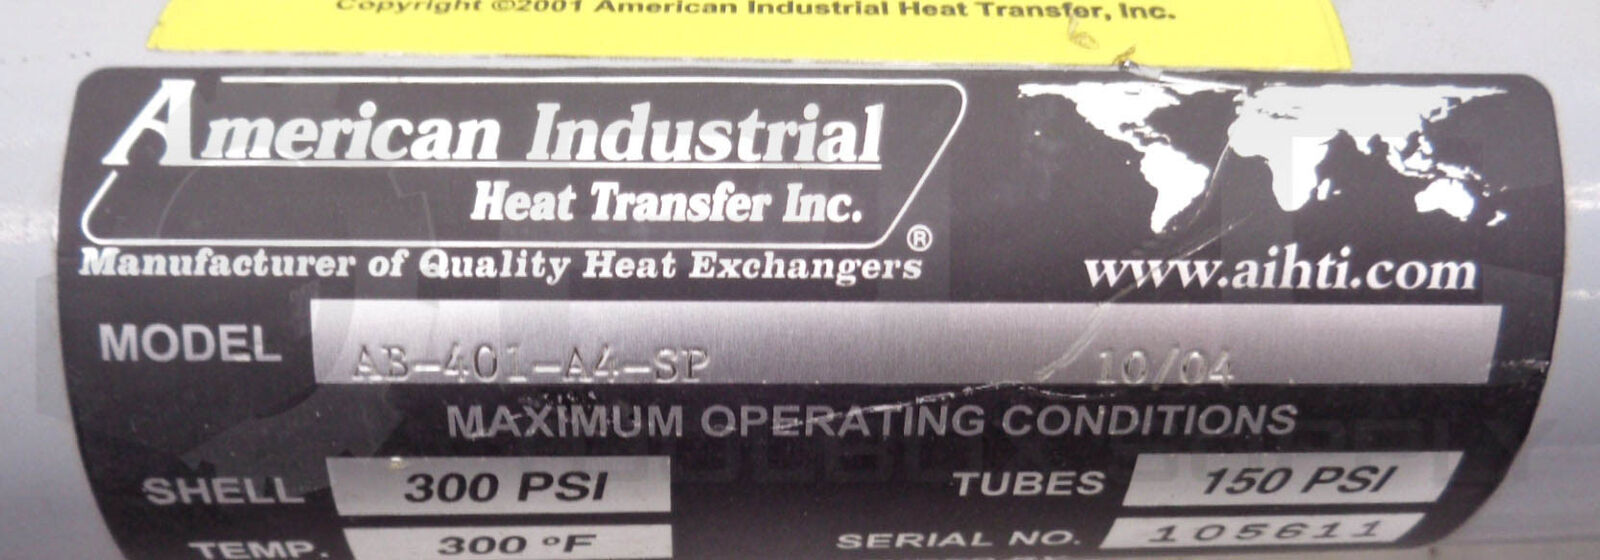 Copyright ©2001 American Industrial Heat Transfer, Inc.
American Industrial
Heat Transfer Inc.
®
Manufacturer of Quality Heat Exchangers
www.aihti.com
MODEL AB-401-A4-SP 10/04
MAXIMUM OPERATING CONDITIONS
SHELL 300 PSI TUBES 150 PSI
TEMP. 300 °F SERIAL NO. 105611